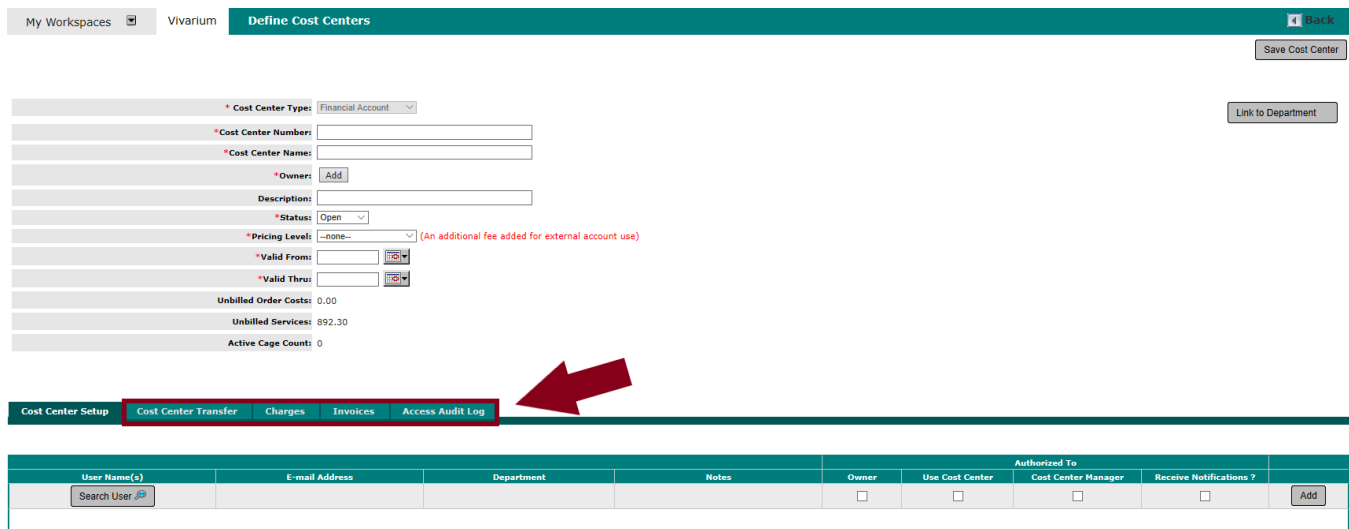 My Workspaces Vivarium Define Cost Centers Back
Save Cost Center
* Cost Center Type: Financial Account
Link to Department
*Cost Center Number:
*Cost Center Name:
*Owner: Add
Description:
*Status: Open
*Pricing Level: --none-- (An additional fee added for external account use)
*Valid From:
*Valid Thru:
Unbilled Order Costs: 0.00
Unbilled Services: 892.30
Active Cage Count: 0
Cost Center Setup Cost Center Transfer Charges Invoices Access Audit Log
Authorized To
User Name(s) E-mail Address Department Notes Owner Use Cost Center Cost Center Manager Receive Notifications ?
Search User Add